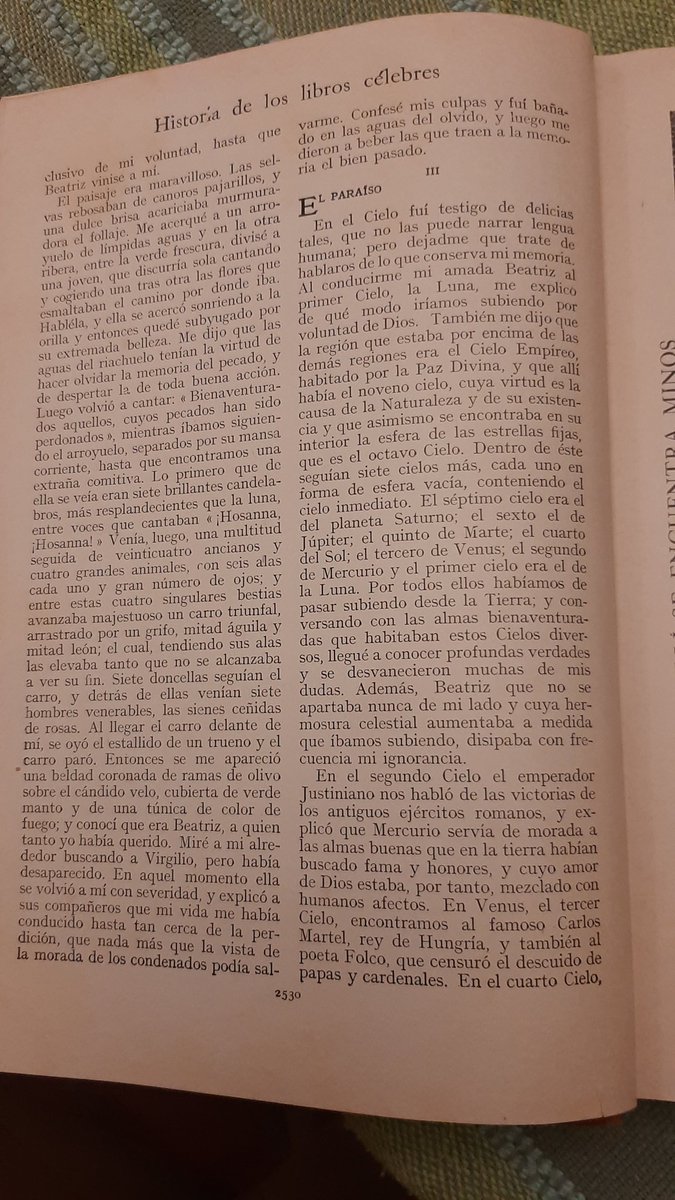 Historia de los libros célebres
clusivo de mi voluntad, hasta que
Beatriz vinise a mí.
El paisaje era maravilloso. Las sel-
vas rebosaban de canoros pajarillos, y
una dulce brisa acariciaba murmura-
dora el follaje. Me acerqué a un arro-
yuelo de límpidas aguas y en la otra
ribera, entre la verde frescura, divisé a
una joven, que discurría sola cantando
y cogiendo una tras otra las flores que
esmaltaban el camino por donde iba.
Habléla, y ella se acercó sonriendo a la
orilla y entonces quedé subyugado por
su extremada belleza. Me dijo que las
aguas del riachuelo tenían la virtud de
hacer olvidar la memoria del pecado, y
de despertar la de toda buena acción.
Luego volvió a cantar: « Bienaventura-
dos aquellos, cuyos pecados han sido
perdonados », mientras íbamos siguien-
do el arroyuelo, separados por su mansa
corriente, hasta que encontramos una
extraña comitiva. Lo primero que de
ella se veía eran siete brillantes candela-
bros, más resplandecientes que la luna,
entre voces que cantaban « ¡Hosanna,
¡Hosanna! » Venía, luego, una multitud
seguida de veinticuatro ancianos y
cuatro grandes animales, con seis alas
cada uno y gran número de ojos; y
entre estas cuatro singulares bestias
avanzaba majestuoso un carro triunfal,
arrastrado por un grifo, mitad águila y
mitad león; el cual, tendiendo sus alas
las elevaba tanto que no se alcanzaba
a ver su fin. Siete doncellas seguían el
carro, y detrás de ellas venían siete
hombres venerables, las sienes ceñidas
de rosas. Al llegar el carro delante de
mí, se oyó el estallido de un trueno y el
carro paró. Entonces se me apareció
una beldad coronada de ramas de olivo
sobre el cándido velo, cubierta de verde
manto y de una túnica de color de
fuego; y conocí que era Beatriz, a quien
tanto yo había querido. Miré a mi alre-
dedor buscando a Virgilio, pero había
desaparecido. En aquel momento ella
se volvió a mí con severidad, y explicó a
sus compañeros que mi vida me había
conducido hasta tan cerca de la per-
dición, que nada más que la vista de
la morada de los condenados podía sal-
varme. Confesé mis culpas y fuí baña-
do en las aguas del olvido, y luego me
dieron a beber las que traen a la memo-
ria el bien pasado.
III
EL PARAÍSO
En el Cielo fuí testigo de delicias
tales, que no las puede narrar lengua
humana; pero dejadme que trate de
hablaros de lo que conserva mi memoria.
Al conducirme mi amada Beatriz al
primer Cielo, la Luna, me explico
de qué modo iríamos subiendo por
voluntad de Dios. También me dijo que
la región que estaba por encima de las
demás regiones era el Cielo Empíreo,
habitado por la Paz Divina, y que allí
había el noveno cielo, cuya virtud es la
causa de la Naturaleza y de su existen-
cia y que asimismo se encontraba en su
interior la esfera de las estrellas fijas,
que es el octavo Cielo. Dentro de éste
seguían siete cielos más, cada uno en
forma de esfera vacía, conteniendo el
cielo inmediato. El séptimo cielo era el
del planeta Saturno; el sexto el de
Júpiter; el quinto de Marte; el cuarto
del Sol; el tercero de Venus; el segundo
de Mercurio y el primer cielo era el de
la Luna. Por todos ellos habíamos de
pasar subiendo desde la Tierra; y con-
versando con las almas bienaventura-
das que habitaban estos Cielos diver-
sos, llegué a conocer profundas verdades
y se desvanecieron muchas de mis
dudas. Además, Beatriz que no se
apartaba nunca de mi lado y cuya her-
mosura celestial aumentaba a medida
que íbamos subiendo, disipaba con fre-
cuencia mi ignorancia.
En el segundo Cielo el emperador
Justiniano nos habló de las victorias de
los antiguos ejércitos romanos, y ex-
plicó que Mercurio servía de morada a
las almas buenas que en la tierra habían
buscado fama y honores, y cuyo amor
de Dios estaba, por tanto, mezclado con
humanos afectos. En Venus, el tercer
Cielo, encontramos al famoso Carlos
Martel, rey de Hungría, y también al
poeta Folco, que censuró el descuido de
papas y cardenales. En el cuarto Cielo,
2530
ENCUENTRA MINOS